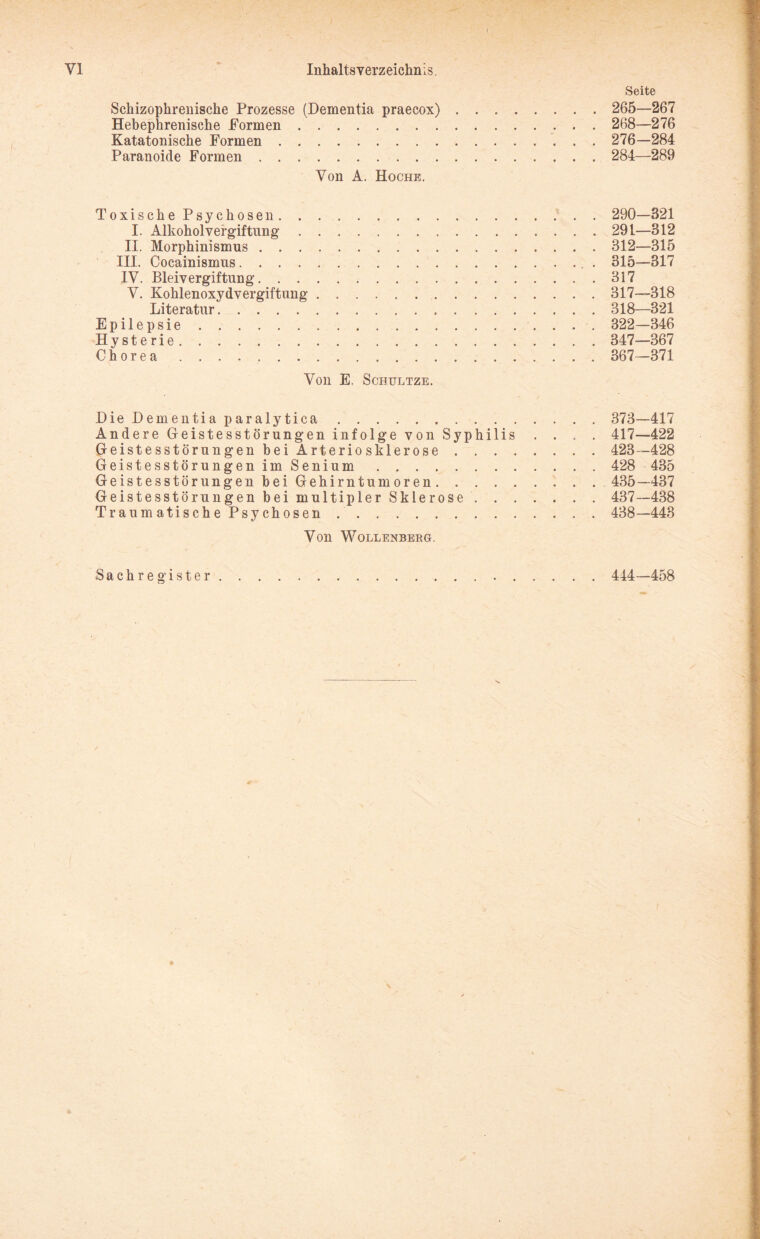 VI Inhaltsverzeichnis.
Seite
Schizophrenische Prozesse (Dementia praecox) . . . . . . . . 265—267
Hebephrenische Formen . . . . . . . . . . . . . . . . 268—276
Katatonische Formen . . . . . . . . . . . . . . . . . 276—284
Paranoide Formen . . . . . . . . . . . . . . . . . . 284—289
Von A. Hoche.
Toxische Psychosen. . . . . . . . . . . . . . . . . 290—321
I. Alkoholvergiftung . . . . . . . . . . . . . . . . 291—312
II. Morphinismus . . . . . . . . . . . . . . . . . . 312—315
III. Cocainismus. . . . . . . . . . . . . . . . . . . 315—317
IV. Bleivergiftung. . . . . . . . . . . . . . . . . . 317
V. Kohlenoxydvergiftung . . . . . . . . . . . . . . . 317—318
Literatur. . . . . . . . . . . . . . . . . . . . 318—321
Epilepsie . . . . . . . . . . . . . . . . . . . . . 322—346
Hysterie. . . . . . . . . . . . . . . . . . . . . . 347—367
Chorea . . . . . . . . . . . . . . . . . . . . . . 367—371
Von E. Schultze.
Die Dementia paralytica . . . . . . . . . . . . . . 373—417
Andere Geistesstörungen infolge von Syphilis . . . . 417—422
Geistesstörungen bei Arteriosklerose . . . . . . . . 423—428
Geistesstörungen im Senium . . . . . . . . . . . . 428 435
Geistesstörungen bei Gehirntumoren. . . . . . . . . 435—437
Geistesstörungen bei multipler Sklerose . . . . . . . 437—438
Traumatische Psychosen . . . . . . . . . . . . . . 438—443
Von Wollenberg.
Sachregister . . . . . . . . . . . . . . . . . . . . 444—458